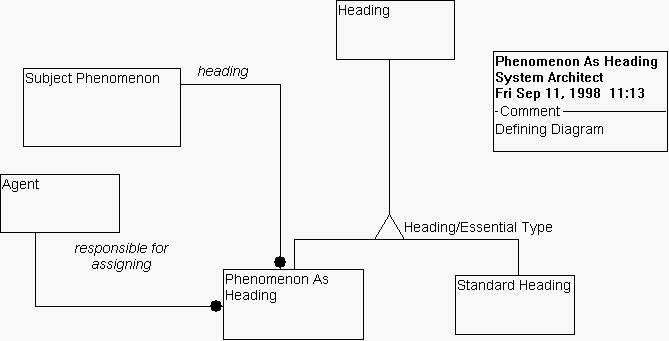 Heading
Subject Phenomenon
heading
Phenomenon As Heading
System Architect
Fri Sep 11, 1998 11:13
Comment
Defining Diagram
Agent
responsible for
assigning
Heading/Essential Type
Phenomenon As
Heading
Standard Heading